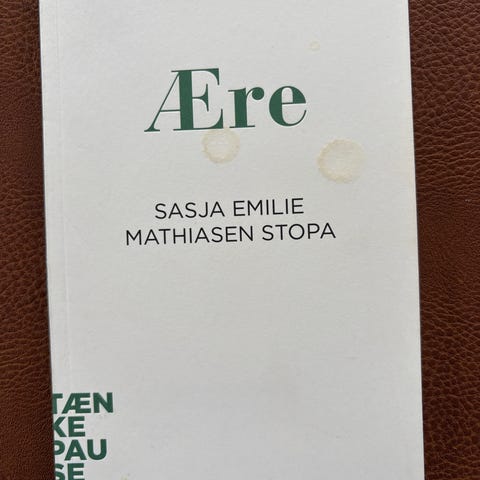 Ære
SASJA EMILIE
MATHIASEN STOPA
TÆN
KE
PAU
SE